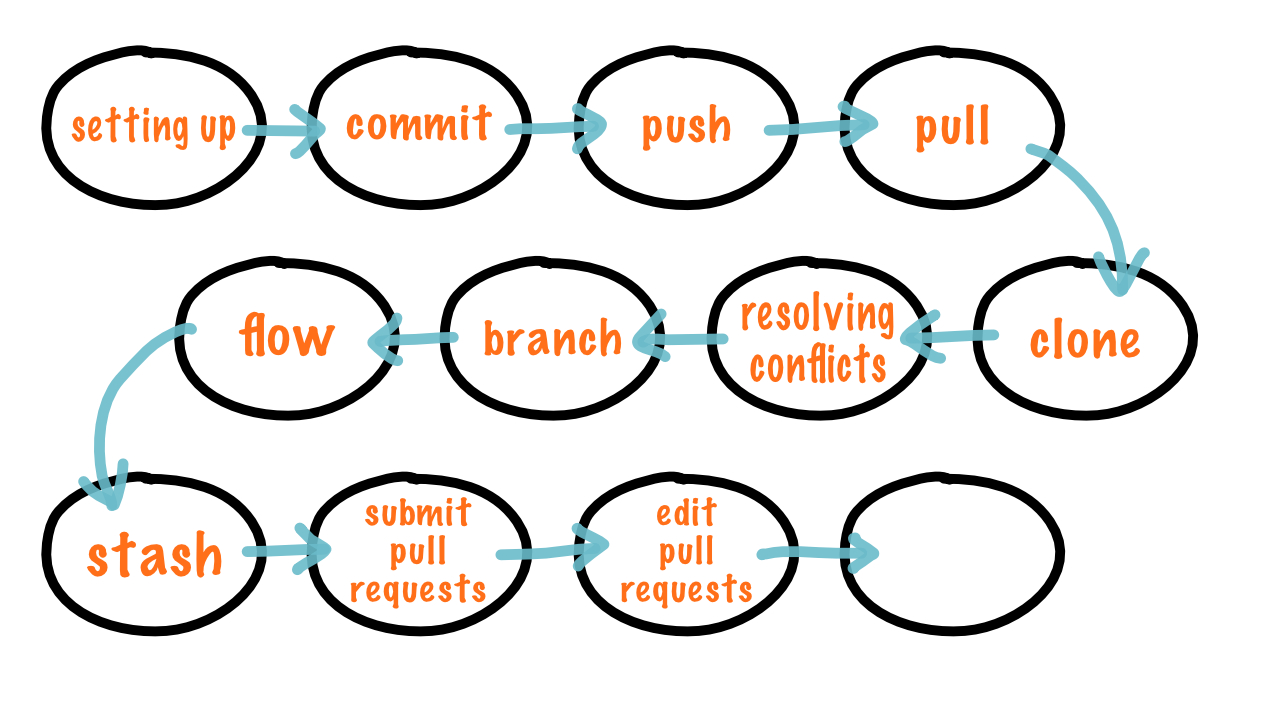 setting up
commit
push
pull
clone
resolving
conflicts
branch
flow
stash
submit
pull
requests
edit
pull
requests